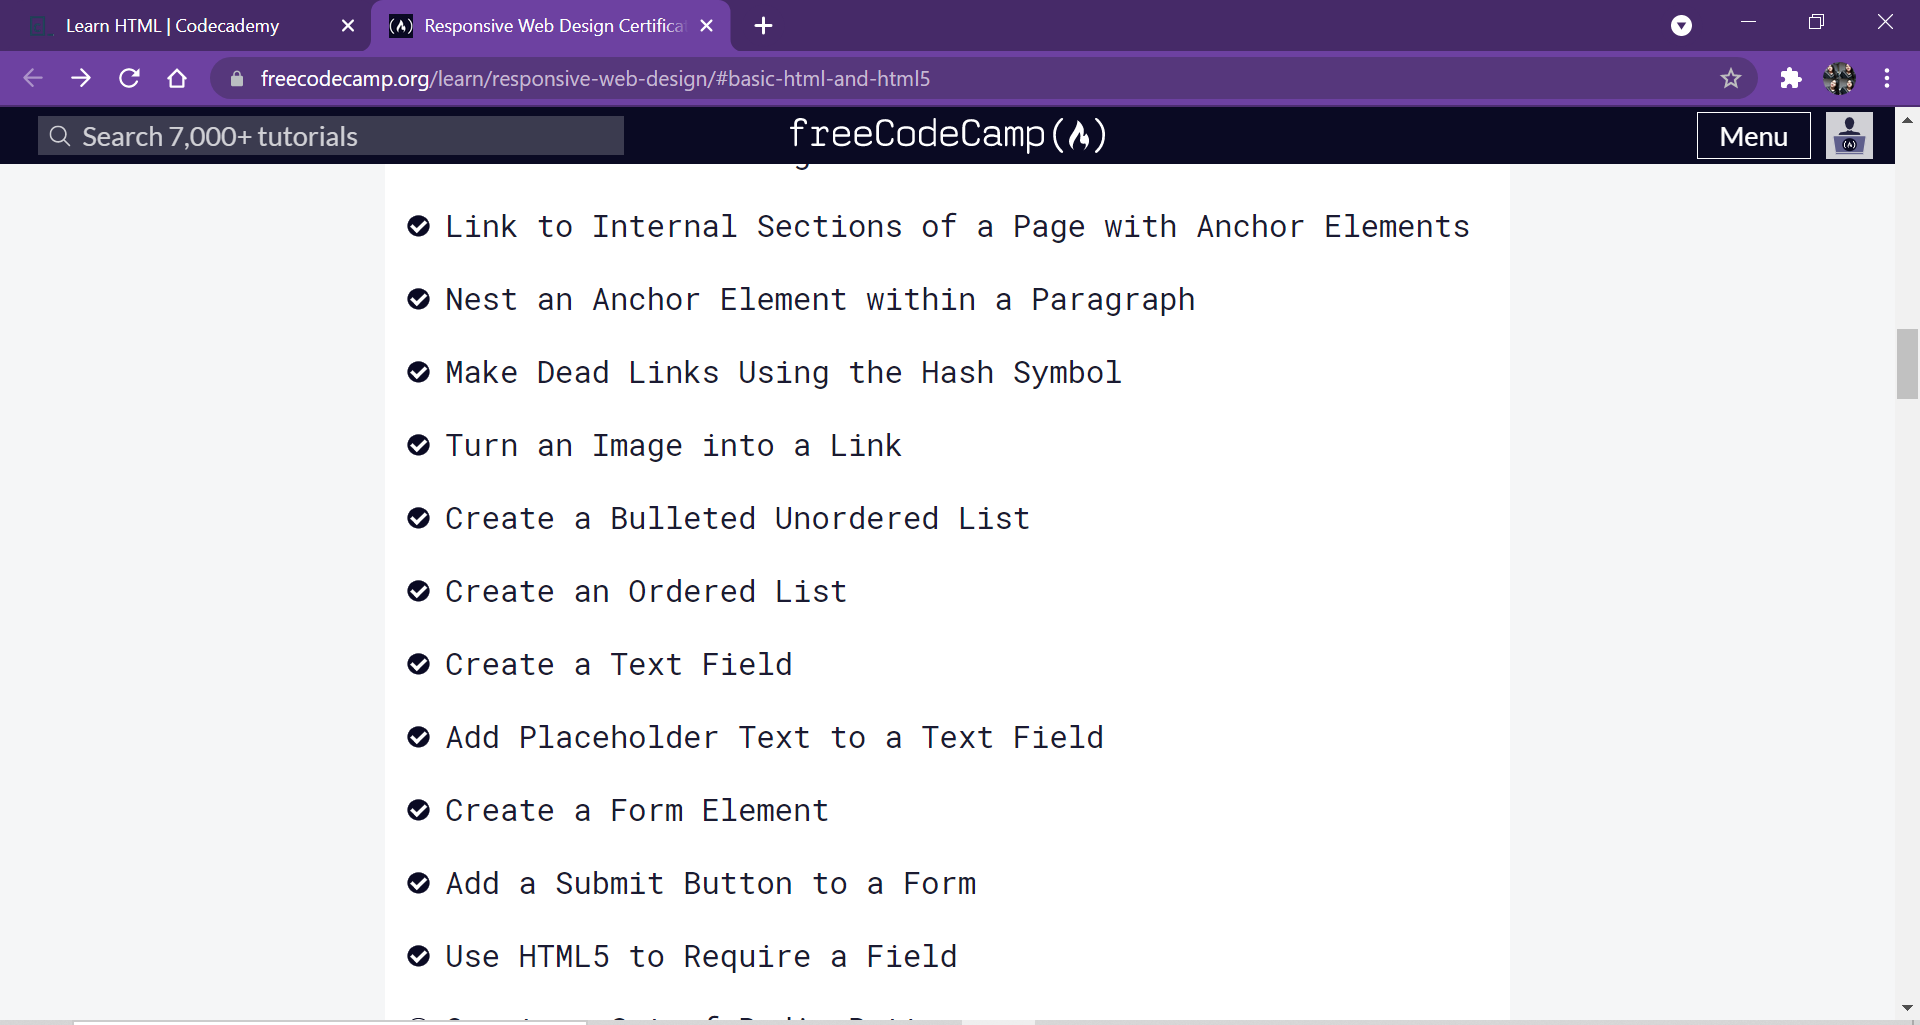 Learn HTML | Codecademy
Responsive Web Design Certifica
freecodecamp.org/learn/responsive-web-design/#basic-html-and-html5
Search 7,000+ tutorials
freeCodeCamp
Menu
Link to Internal Sections of a Page with Anchor Elements
Nest an Anchor Element within a Paragraph
Make Dead Links Using the Hash Symbol
Turn an Image into a Link
Create a Bulleted Unordered List
Create an Ordered List
Create a Text Field
Add Placeholder Text to a Text Field
Create a Form Element
Add a Submit Button to a Form
Use HTML5 to Require a Field